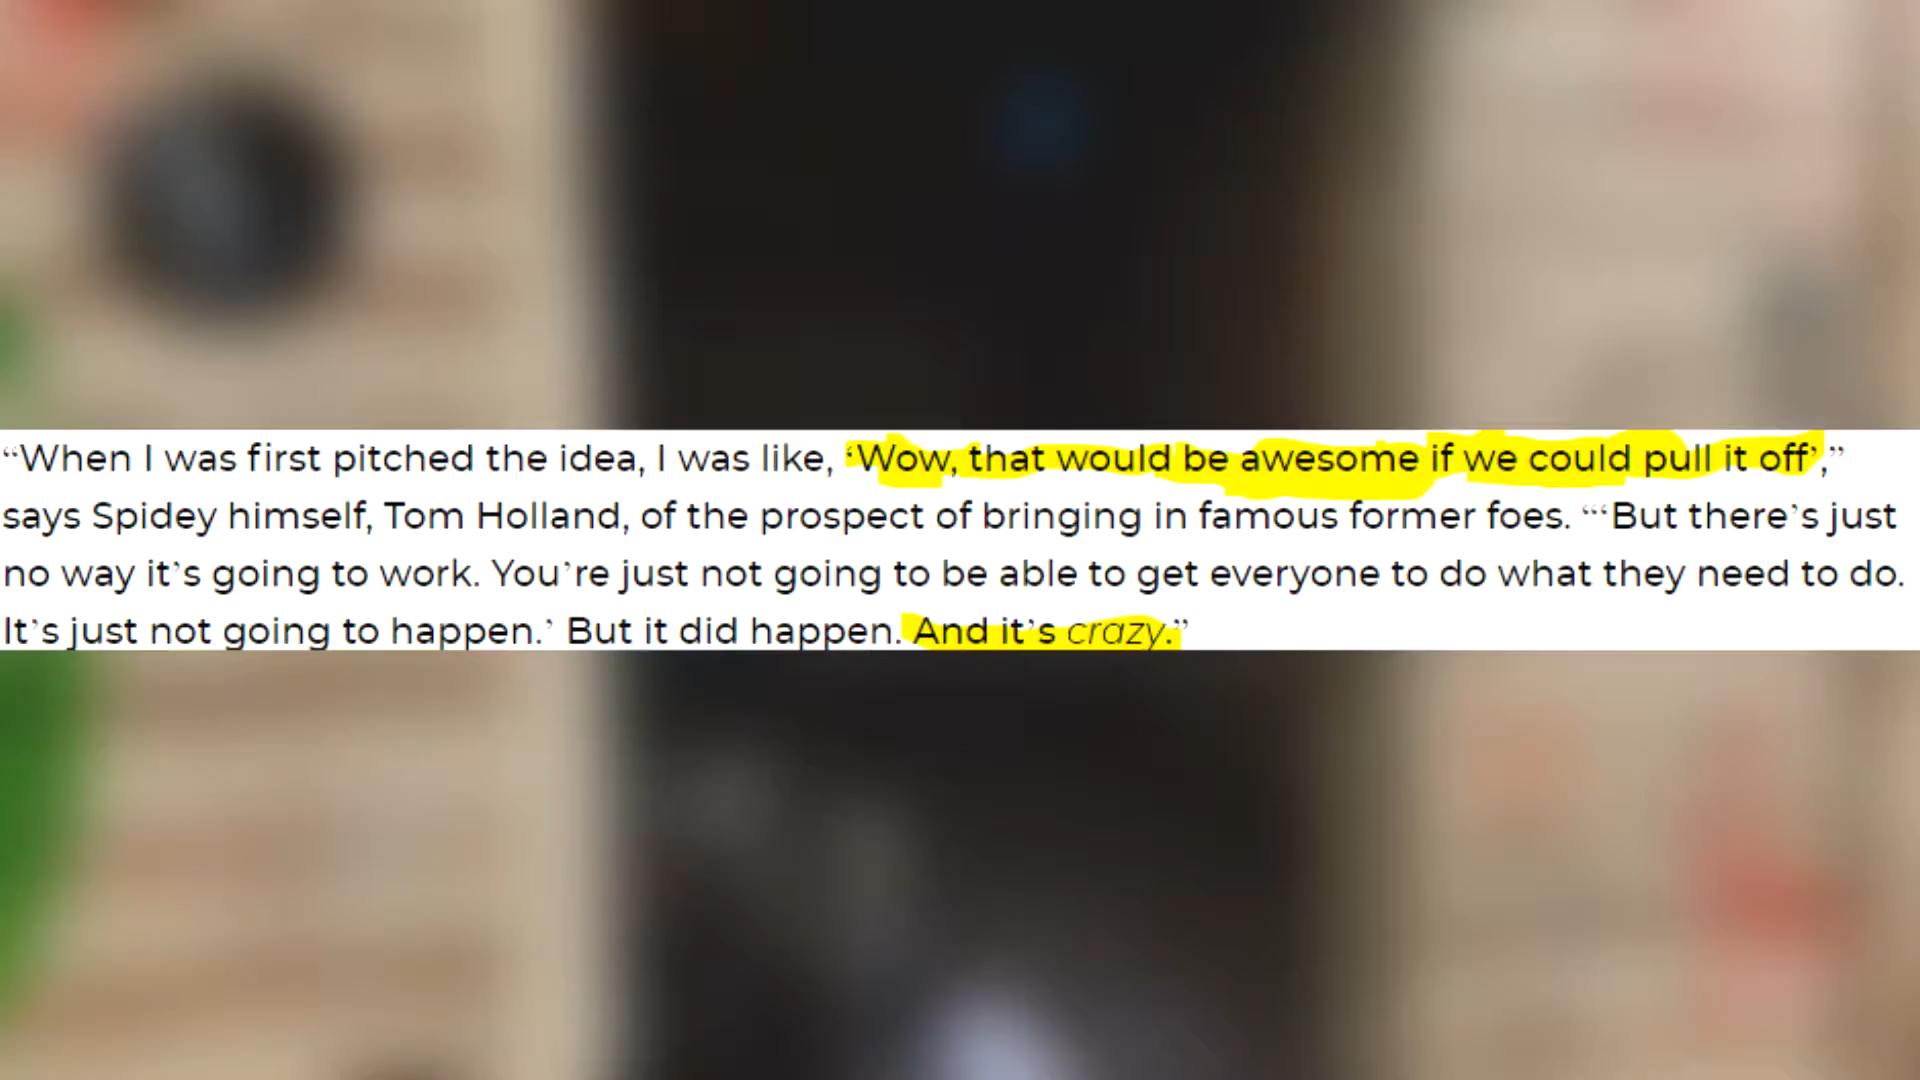 “When I was first pitched the idea, I was like, ‘Wow, that would be awesome if we could pull it off’,”
says Spidey himself, Tom Holland, of the prospect of bringing in famous former foes. “‘But there’s just
no way it’s going to work. You’re just not going to be able to get everyone to do what they need to do.
It’s just not going to happen.’ But it did happen. And it’s crazy.”